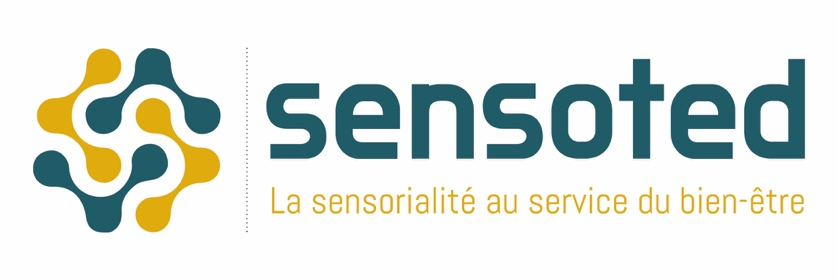 sensoted
La sensorialité au service du bien-être